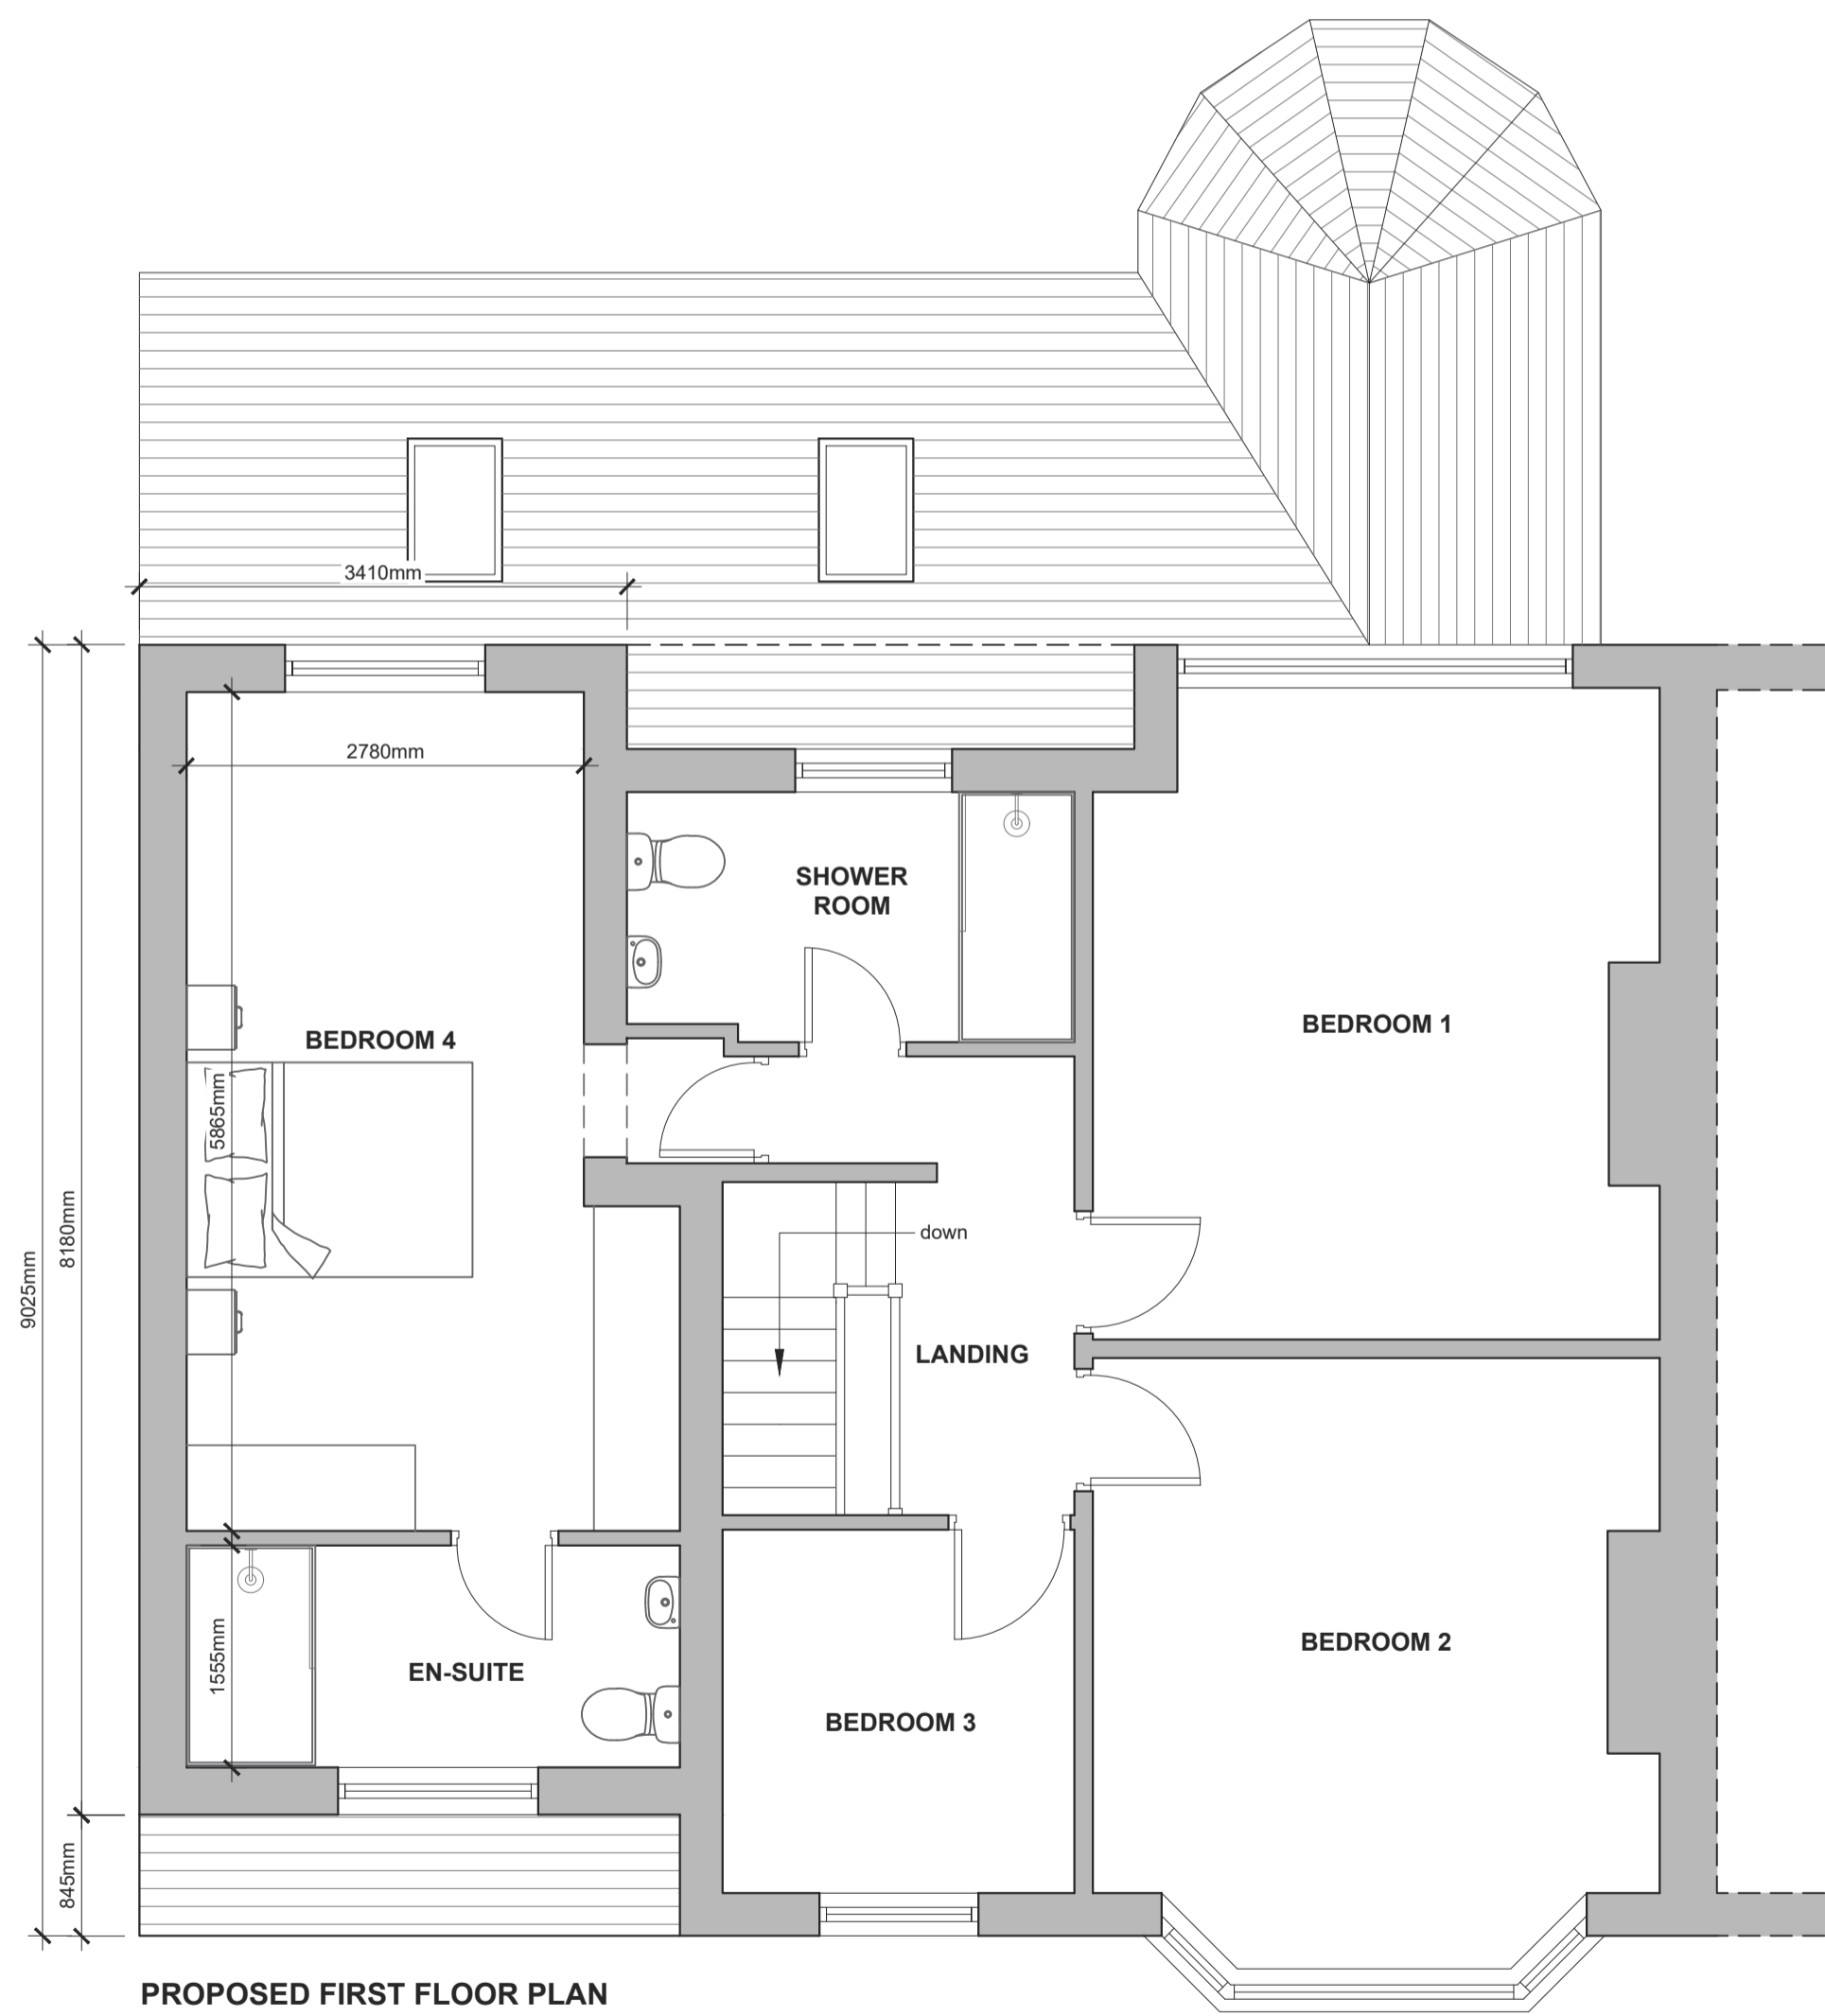 3410mm
2780mm
SHOWER
ROOM
BEDROOM 1
BEDROOM 4
5865mm
8180mm
9025mm
down
LANDING
1555mm
EN-SUITE
BEDROOM 2
BEDROOM 3
845mm
PROPOSED FIRST FLOOR PLAN